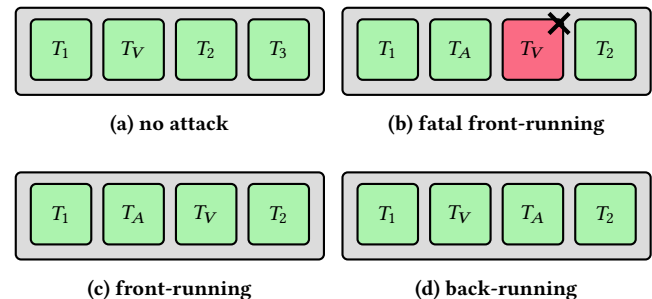 T1 TV T2 T3
(a) no attack
T1 TA TV T2
(b) fatal front-running
T1 TA TV T2
(c) front-running
T1 TV TA T2
(d) back-running